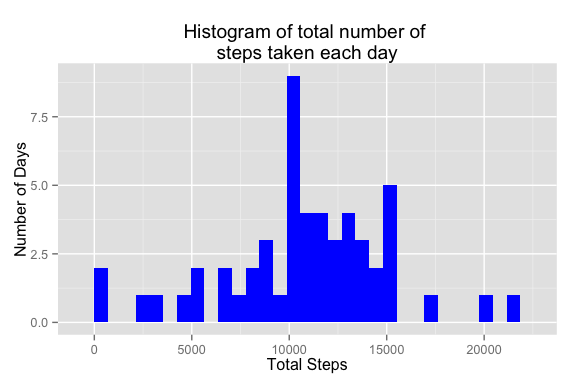 Histogram of total number of
steps taken each day
Number of Days
7.5
5.0
2.5
0.0
0 5000 10000 15000 20000
Total Steps